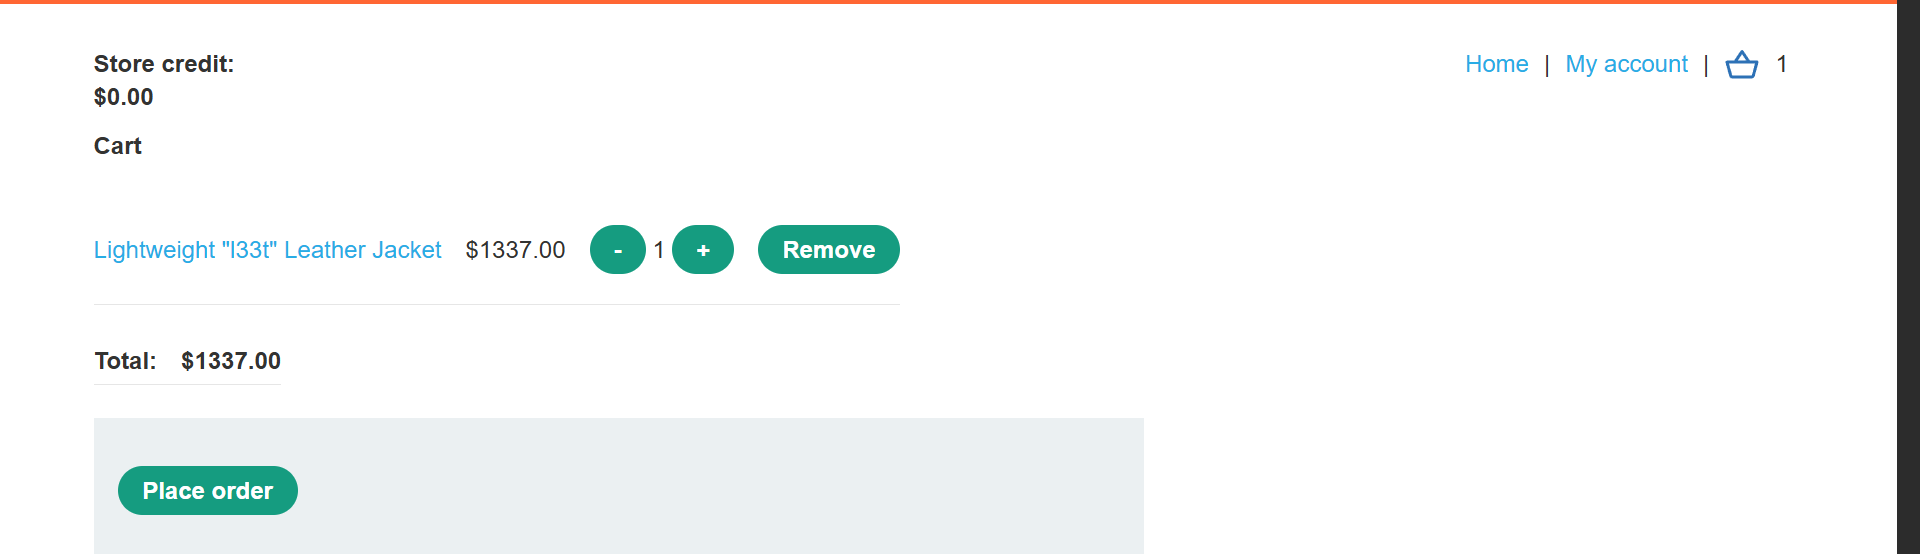 Store credit:
$0.00
Home | My account | 1
Cart
Lightweight "l33t" Leather Jacket $1337.00 - 1 + Remove
Total: $1337.00
Place order